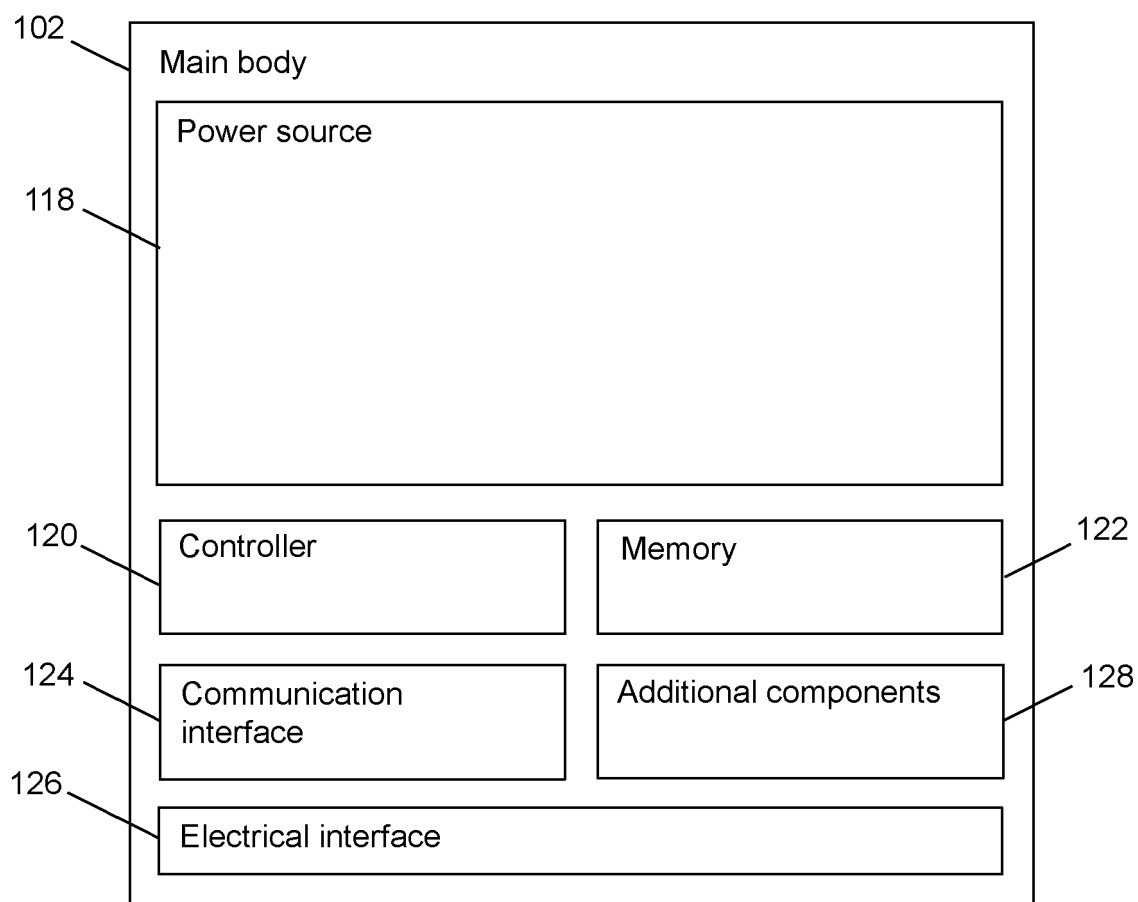 102
Main body
Power source
118
120
Controller
Memory
122
124
Communication
interface
Additional components
128
126
Electrical interface